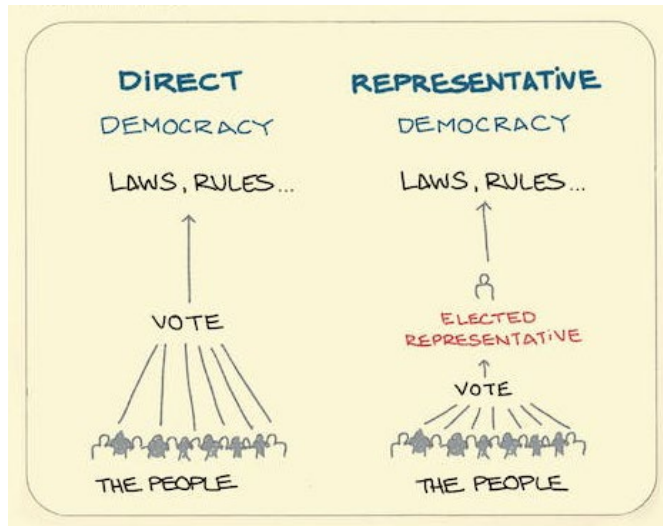 DIRECT
DEMOCRACY
LAWS, RULES...
VOTE
THE PEOPLE
REPRESENTATIVE
DEMOCRACY
LAWS, RULES...
ELECTED
REPRESENTATIVE
VOTE
THE PEOPLE